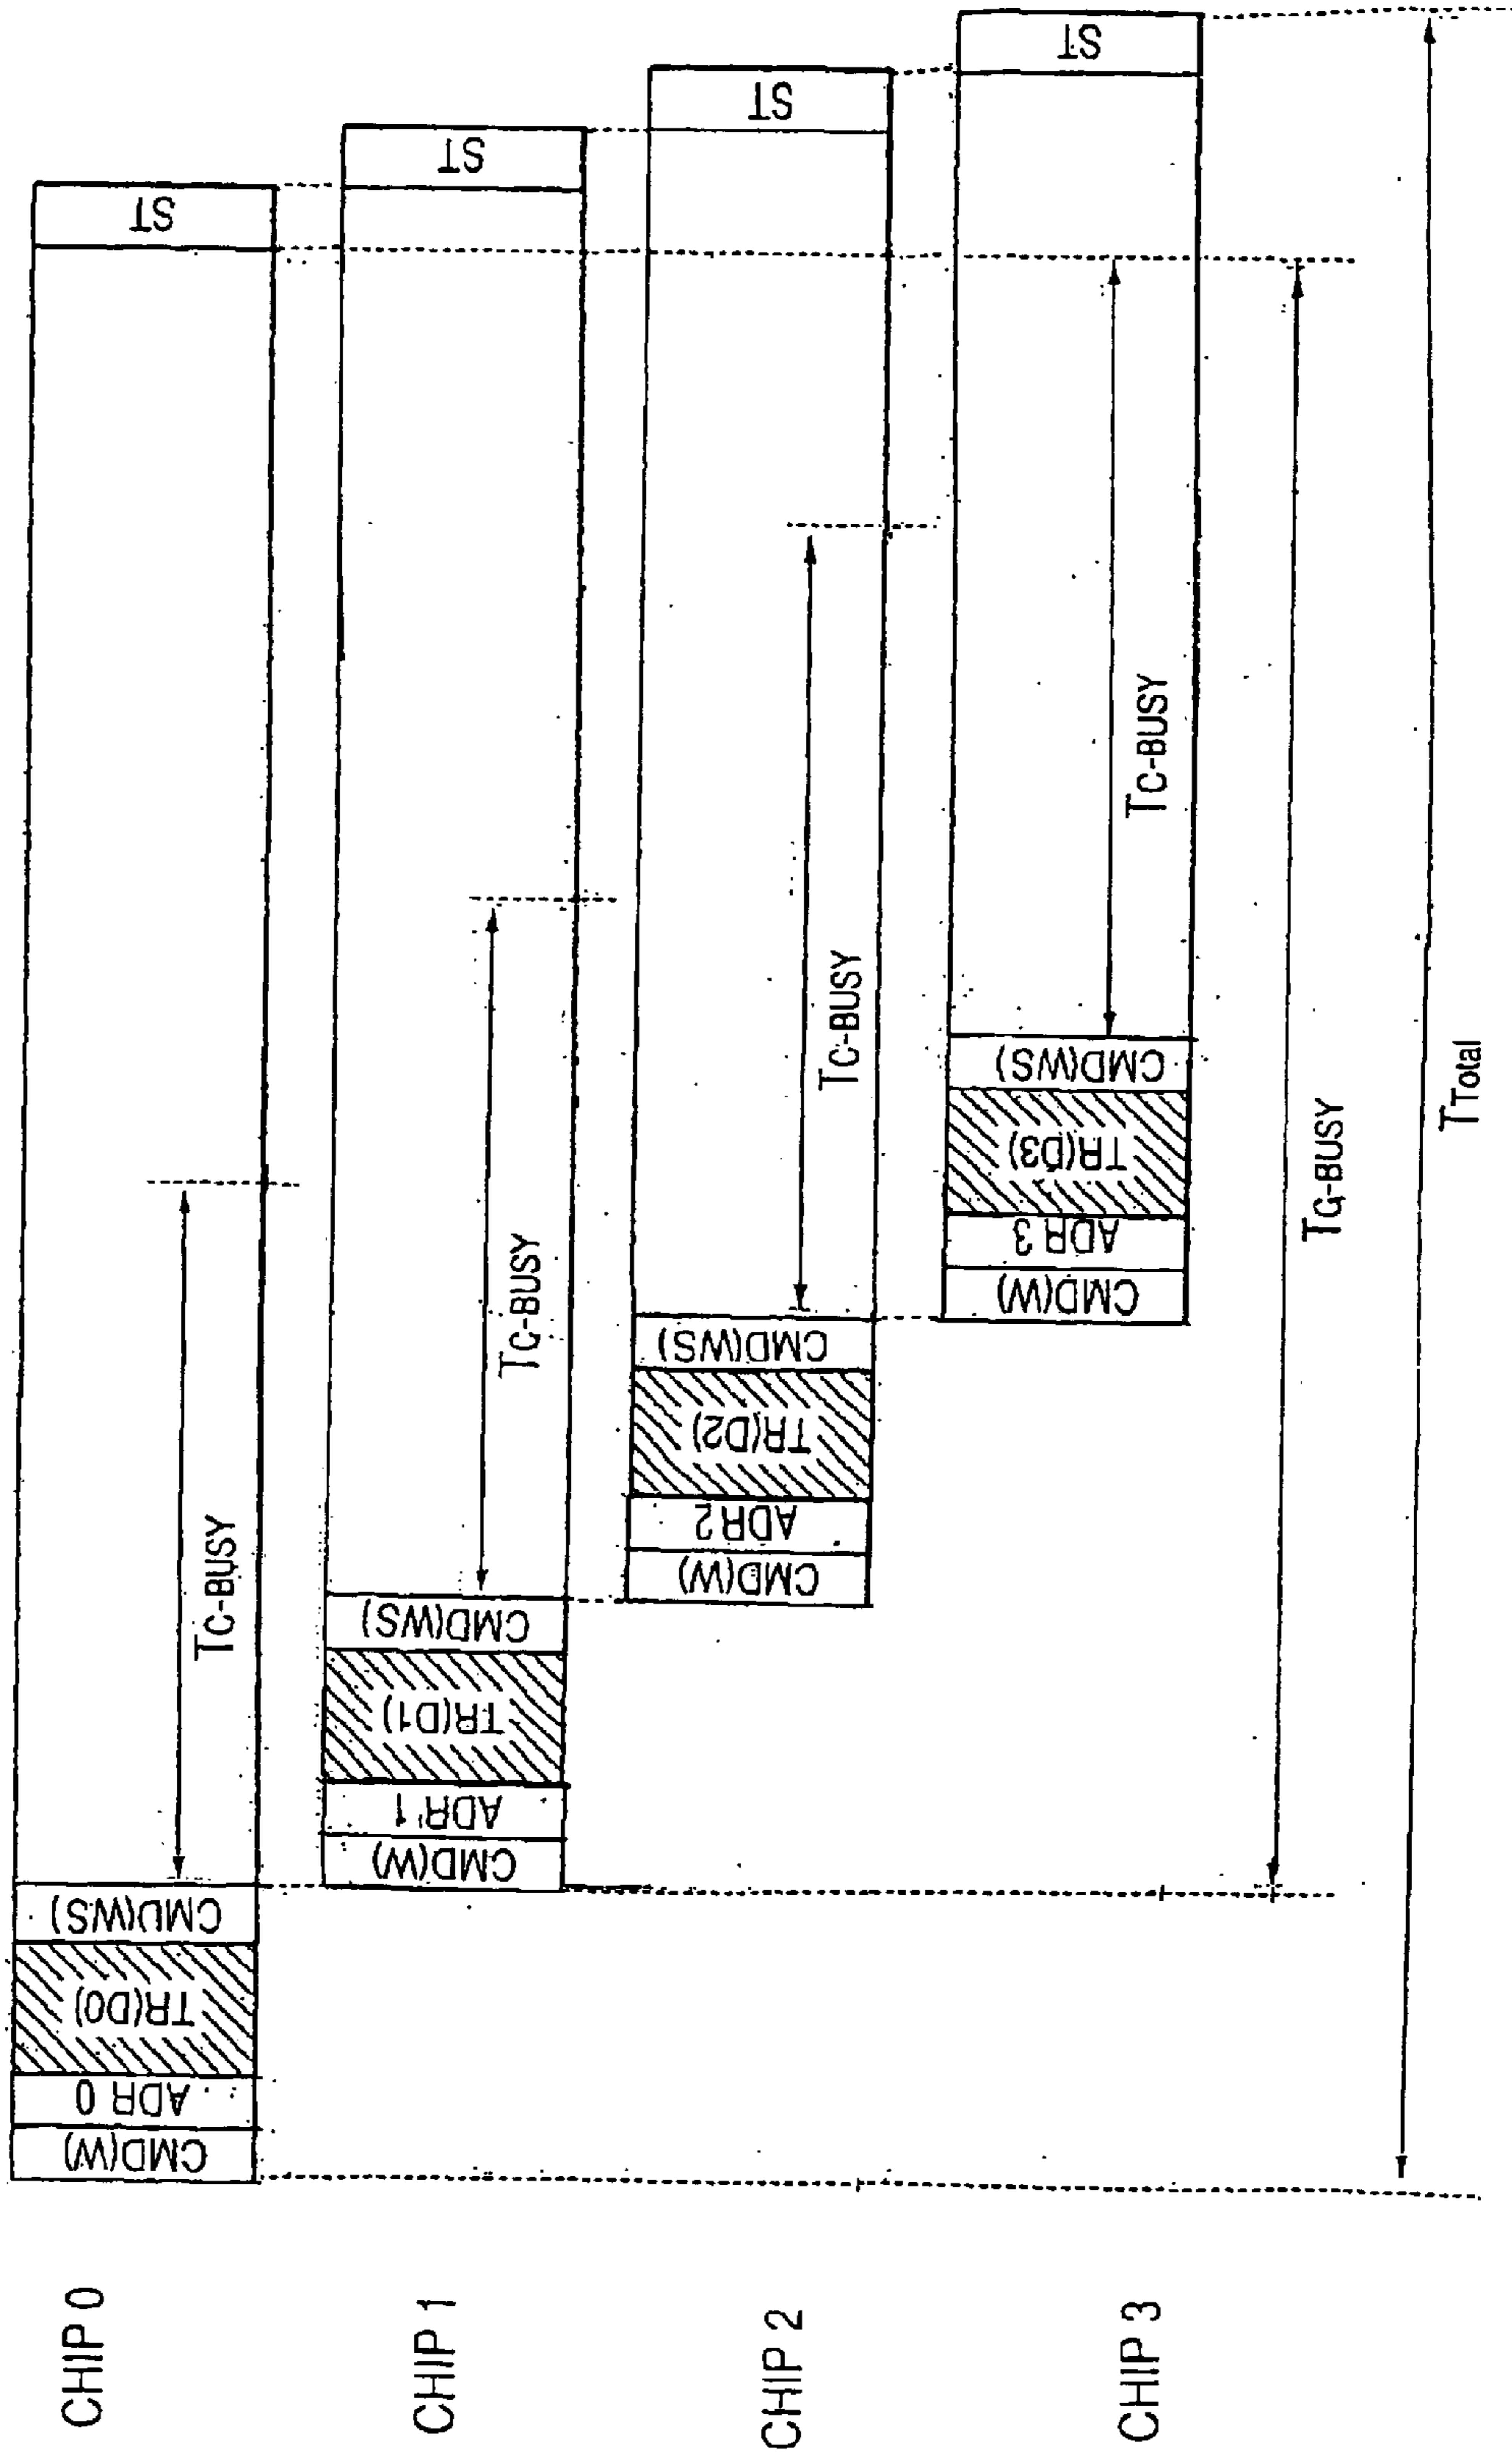 CHIP 0
CMD(W)
ADR 0
TR(D0)
CMD(WS)
TC-BUSY
ST
CHIP 1
CMD(W)
ADR 1
TR(D1)
CMD(WS)
TC-BUSY
ST
CHIP 2
CMD(W)
ADR2
TR(D2)
CMD(WS)
TC-BUSY
ST
CHIP 3
CMD(W)
ADR 3
TR(D3)
CMD(WS)
TC-BUSY
ST
TG-BUSY
TTotal